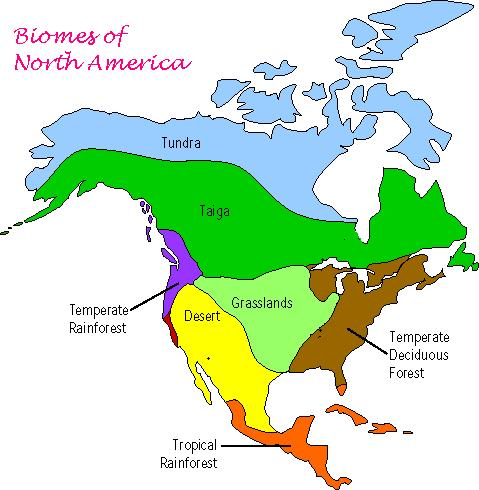 Biomes of
North America
Tundra
Taiga
Temperate
Rainforest
Desert
Grasslands
Temperate
Deciduous
Forest
Tropical
Rainforest